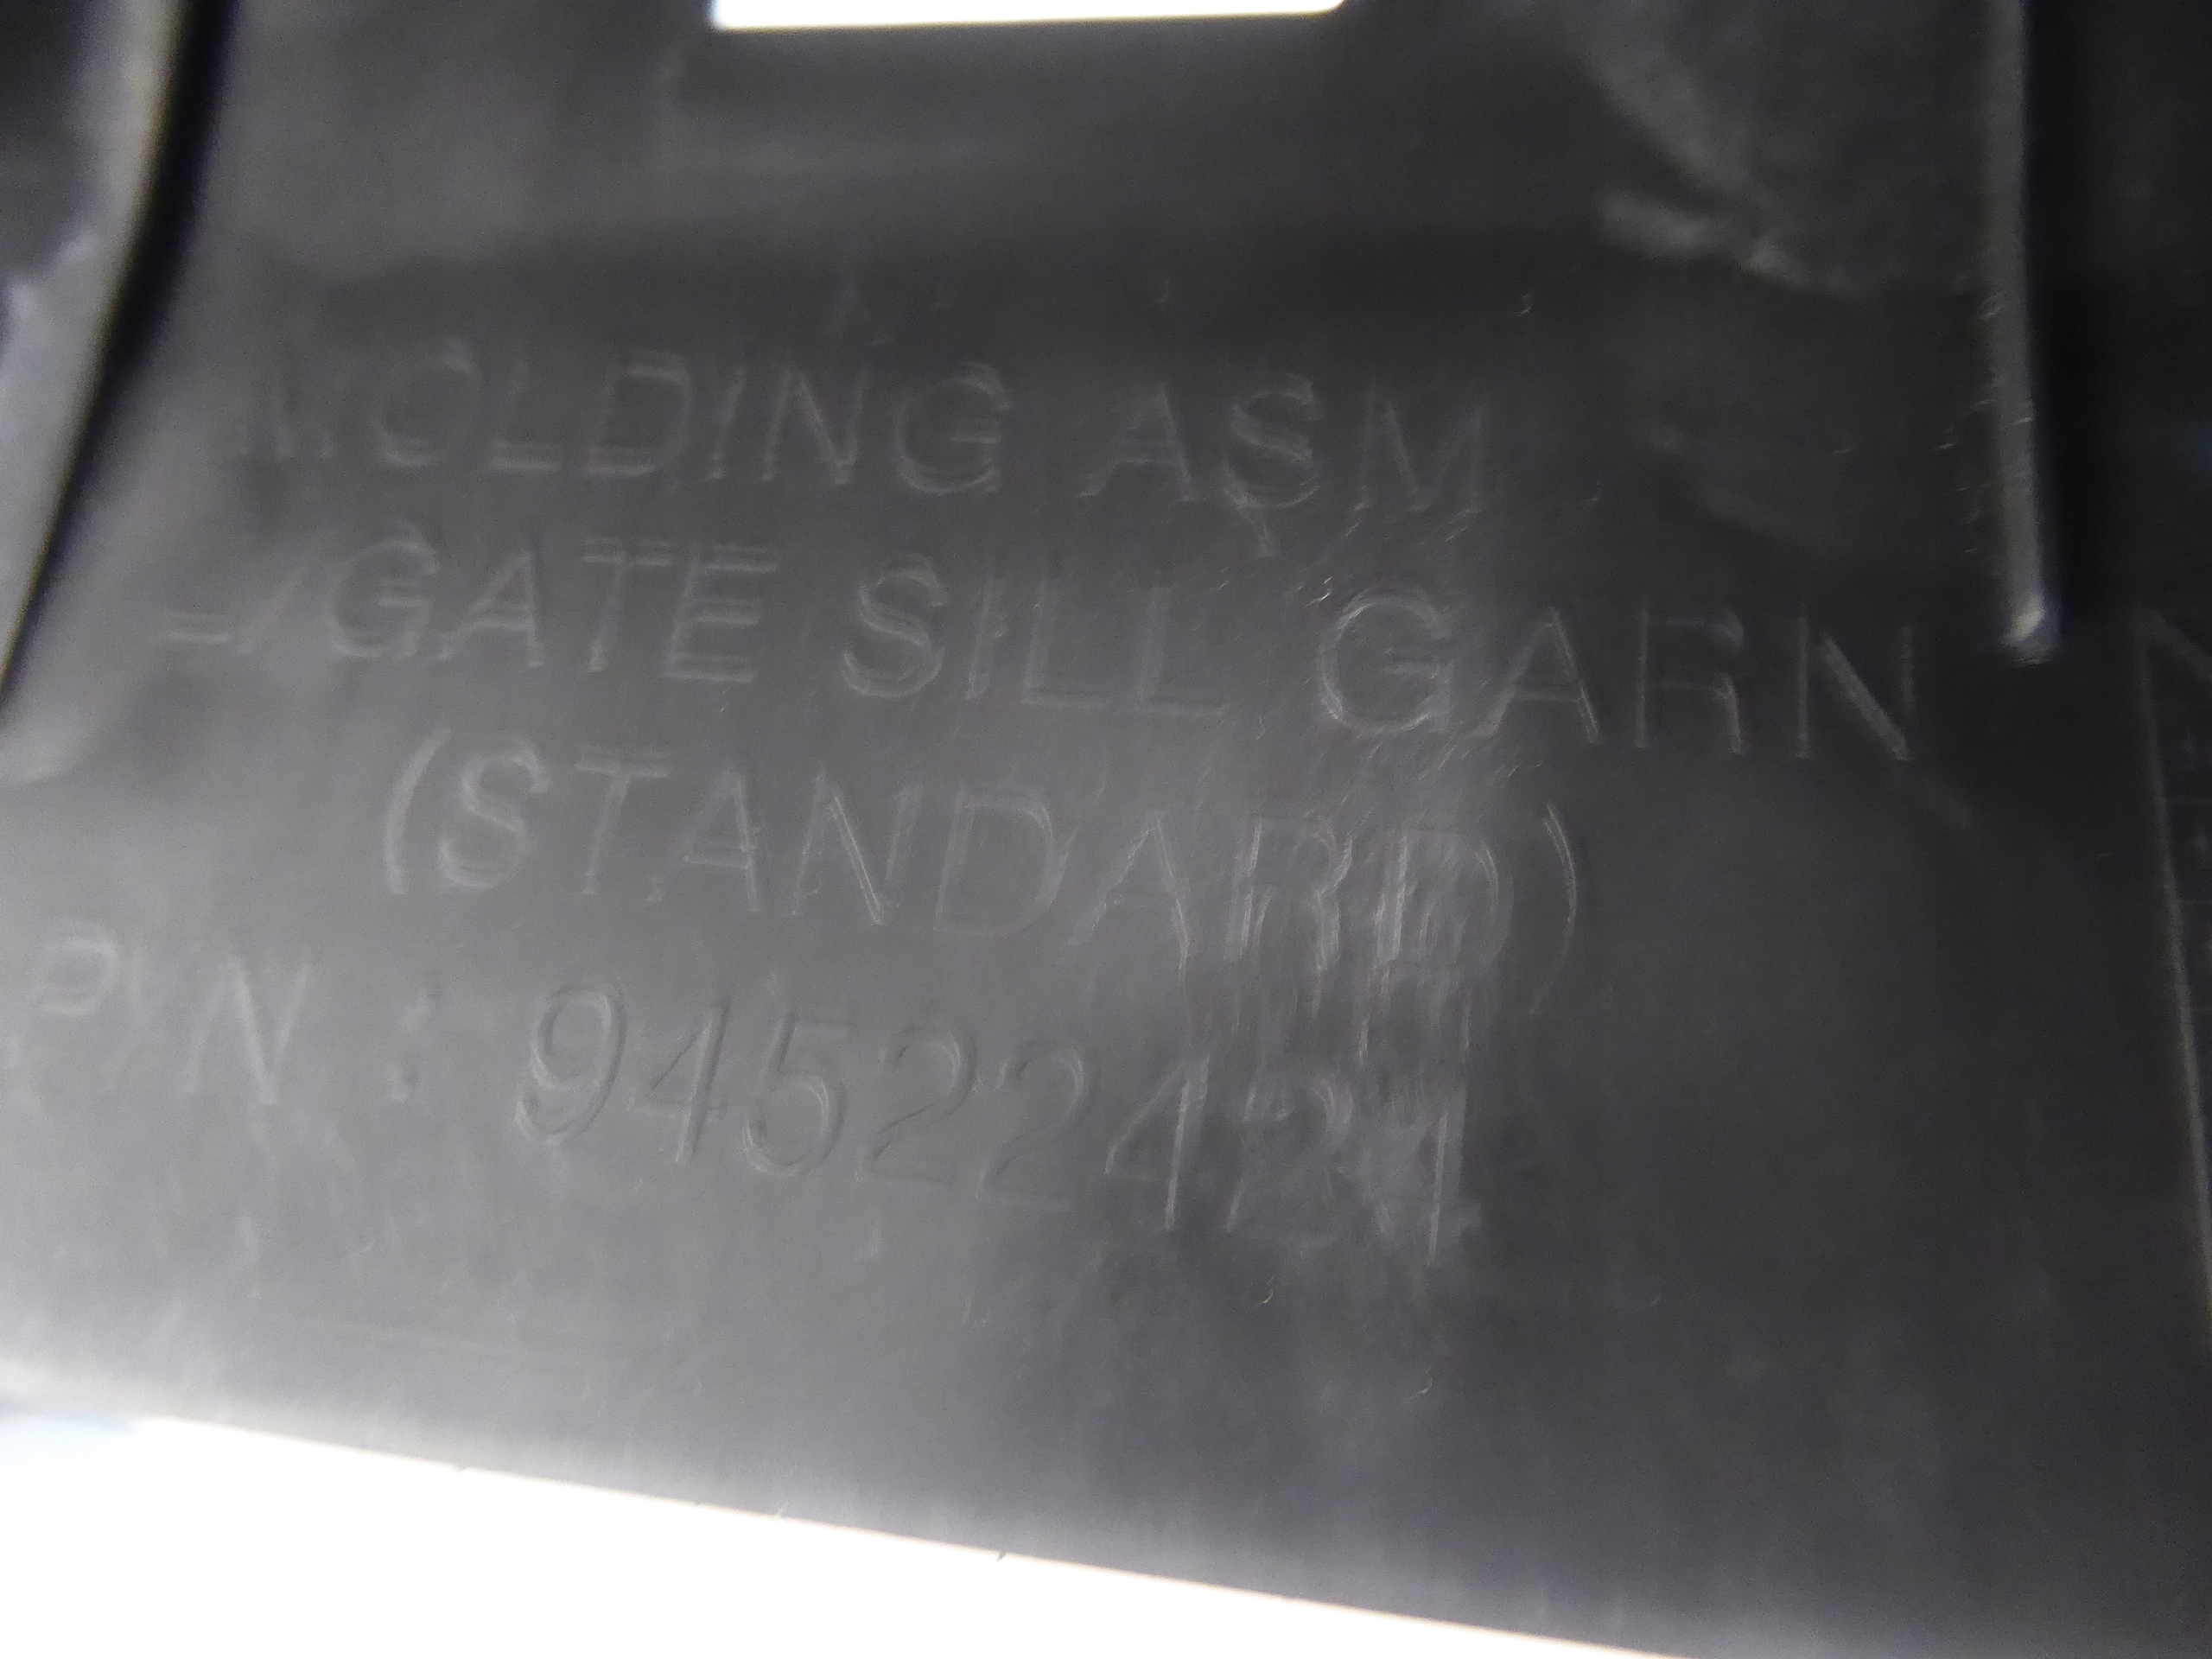 MOLDING ASM
-/GATE SILL GARN
(STANDARD)
P/N : 94522421